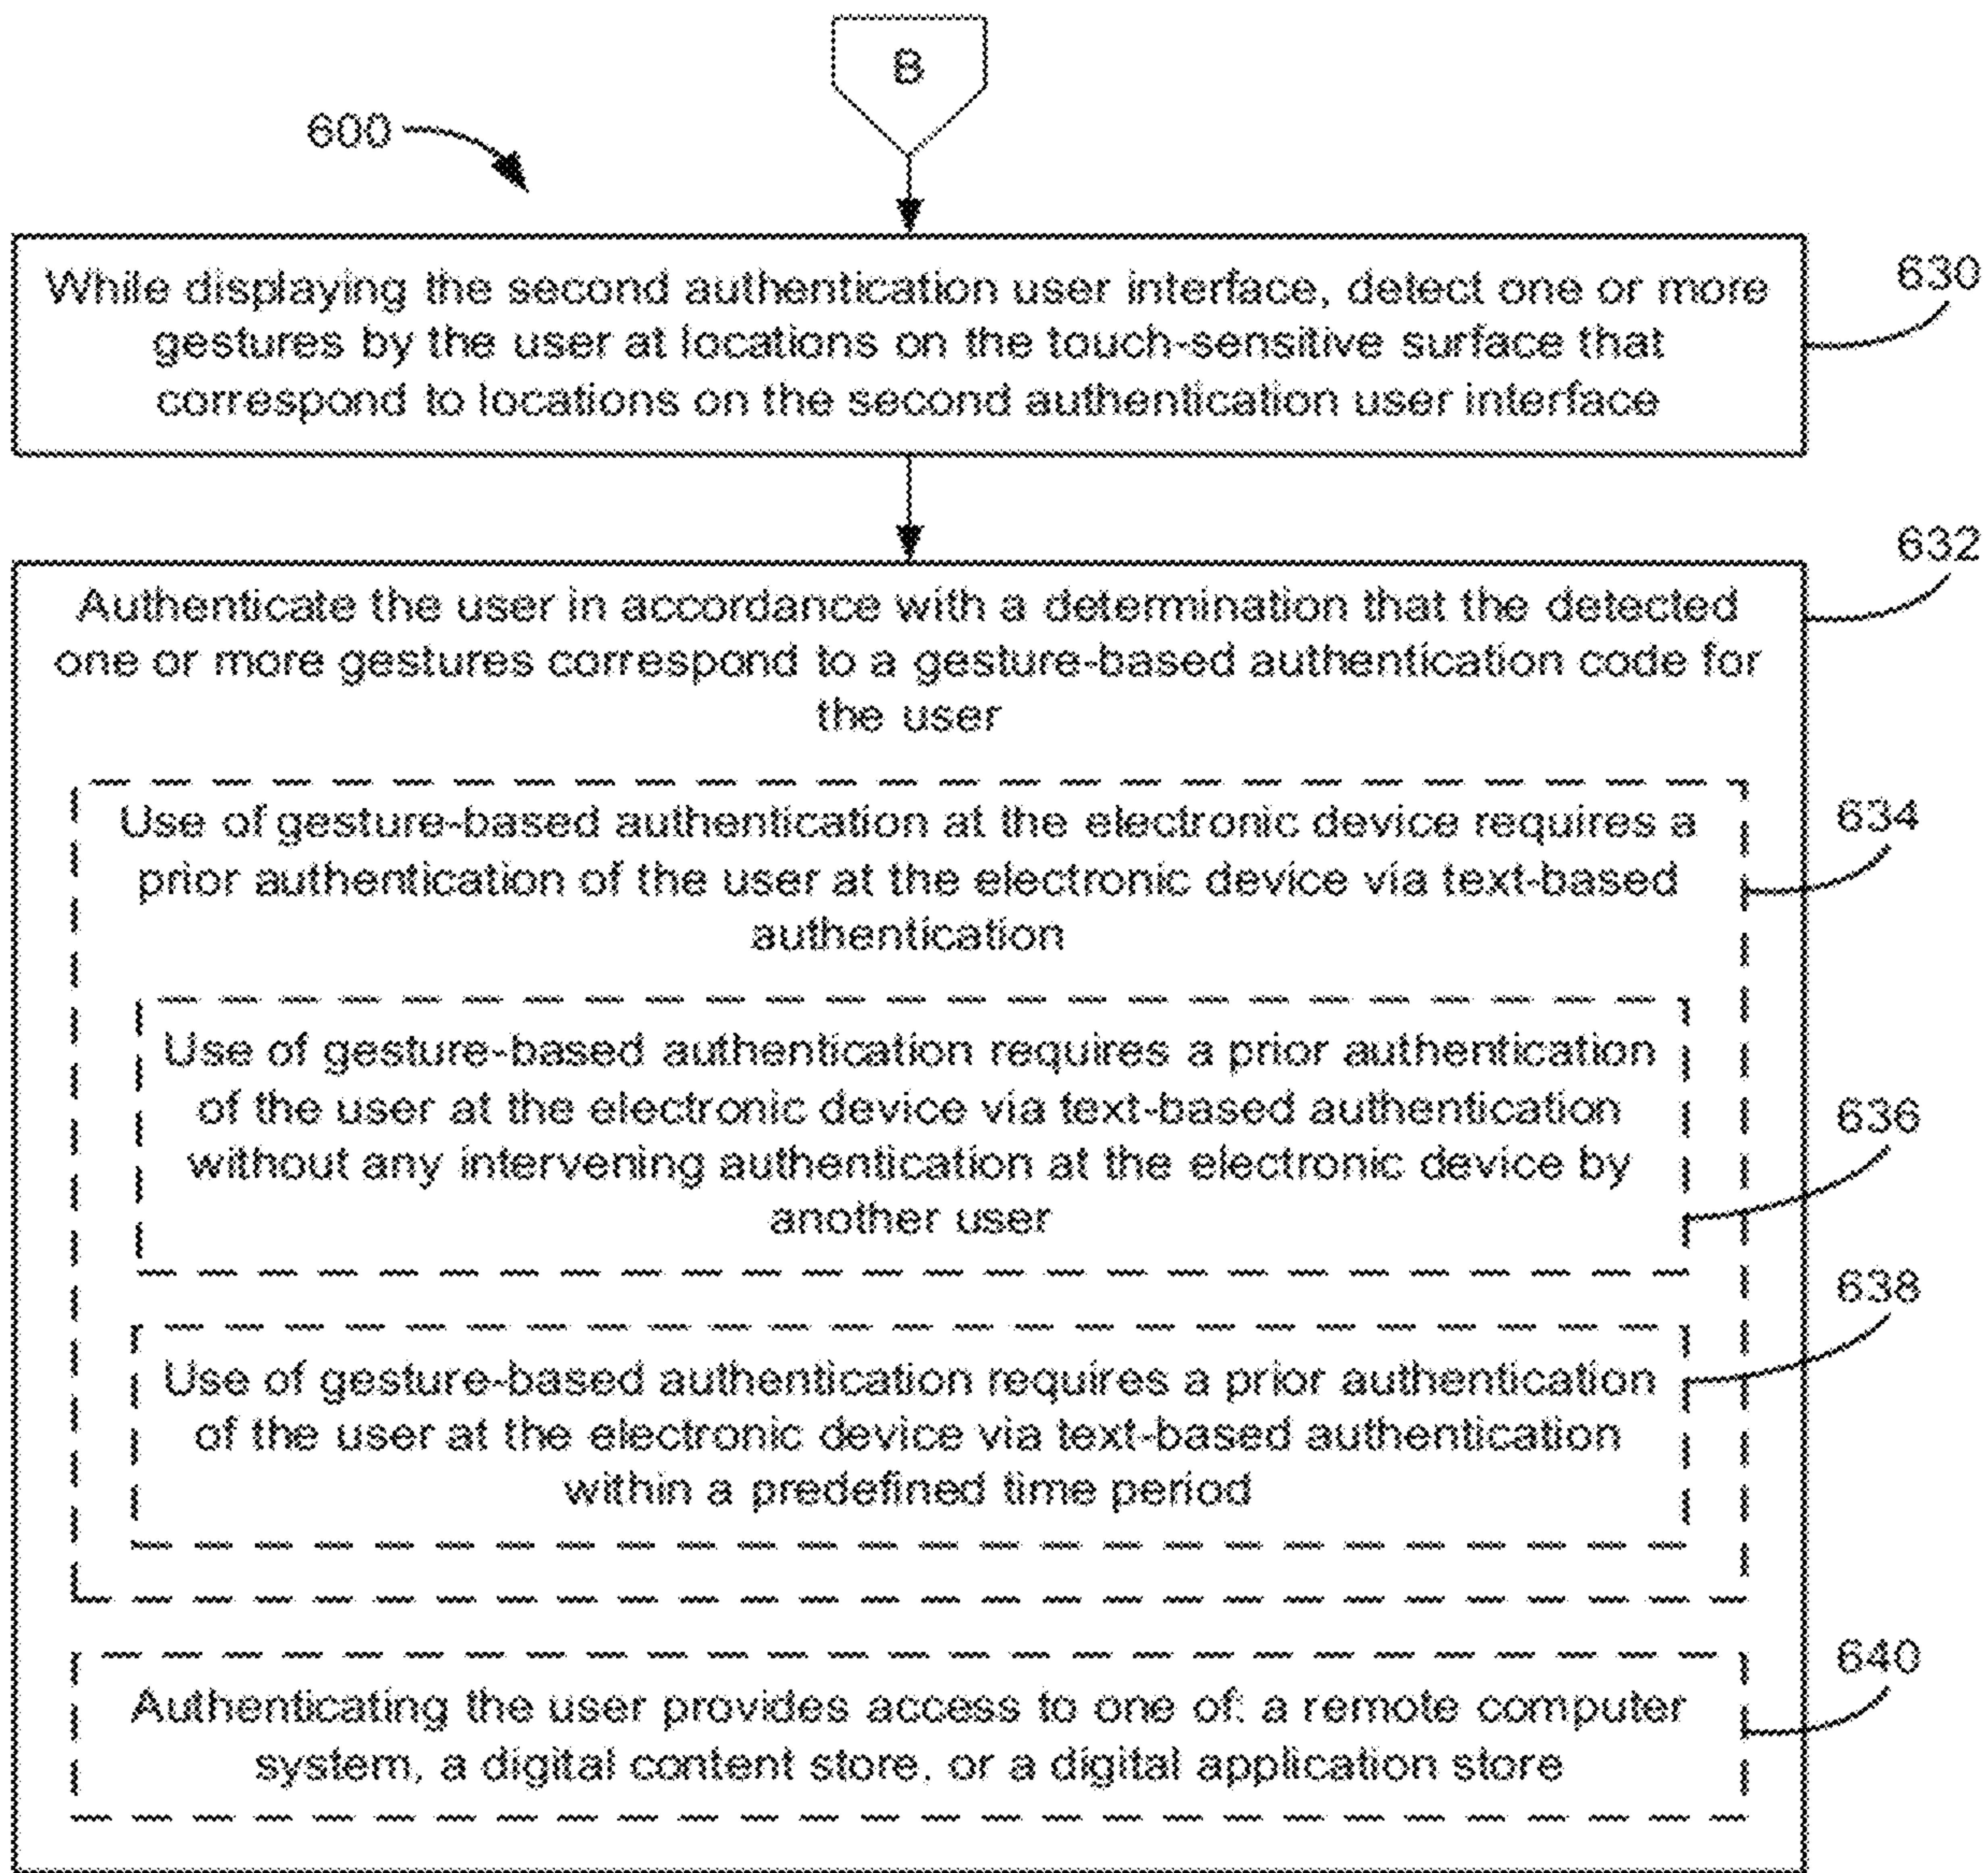 B
600
While displaying the second authentication user interface, detect one or more
gestures by the user at locations on the touch-sensitive surface that
correspond to locations on the second authentication user interface
630
632
Authenticate the user in accordance with a determination that the detected
one or more gestures correspond to a gesture-based authentication code for
the user
Use of gesture-based authentication at the electronic device requires a
prior authentication of the user at the electronic device via text-based
authentication
634
Use of gesture-based authentication requires a prior authentication
of the user at the electronic device via text-based authentication
without any intervening authentication at the electronic device by
another user
636
638
Use of gesture-based authentication requires a prior authentication
of the user at the electronic device via text-based authentication
within a predefined time period
640
Authenticating the user provides access to one of: a remote computer
system, a digital content store, or a digital application store